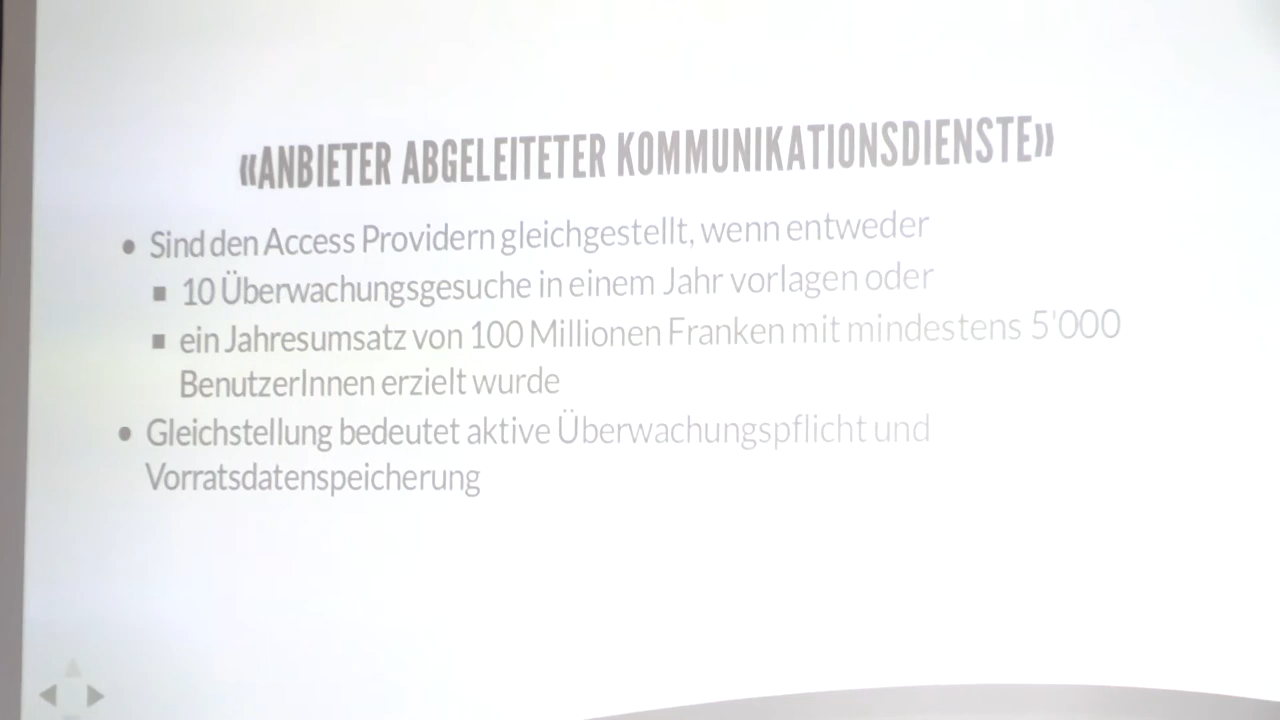 «ANBIETER ABGELEITETER KOMMUNIKATIONSDIENSTE»
• Sind den Access Providern gleichgestellt, wenn entweder
▪ 10 Überwachungsgesuche in einem Jahr vorlagen oder
▪ ein Jahresumsatz von 100 Millionen Franken mit mindestens 5'000
BenutzerInnen erzielt wurde
• Gleichstellung bedeutet aktive Überwachungspflicht und
Vorratsdatenspeicherung